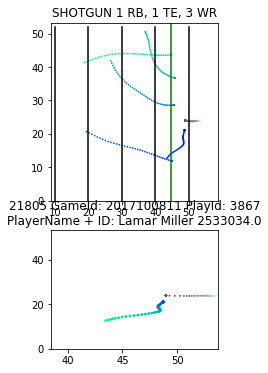 SHOTGUN 1 RB, 1 TE, 3 WR
50
40
30
20
10
0
10 20 30 40 50
21805 GameId: 2017100811 PlayId: 3867
PlayerName + ID: Lamar Miller 2533034.0
40
20
0
40 45 50